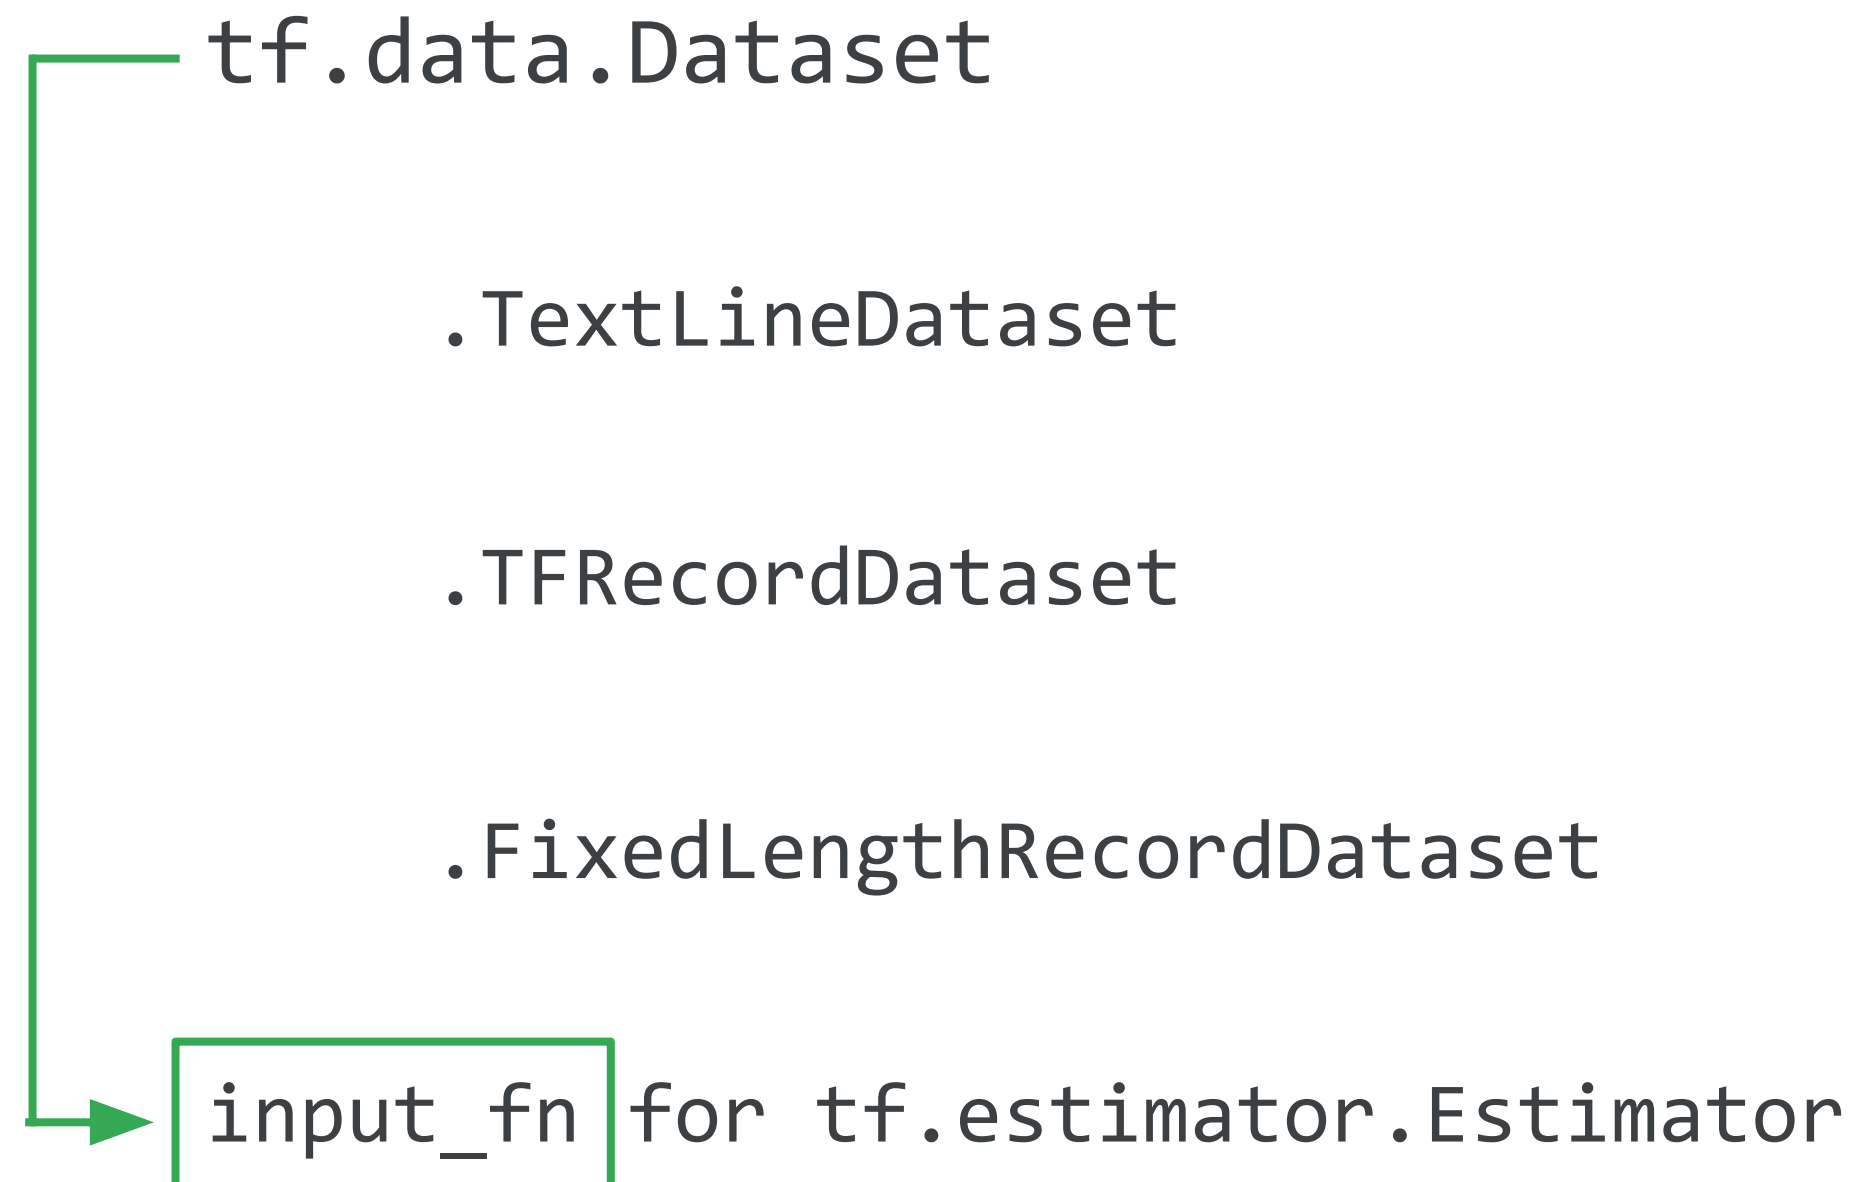 tf.data.Dataset
.TextLineDataset
.TFRecordDataset
.FixedLengthRecordDataset
input_fn for tf.estimator.Estimator